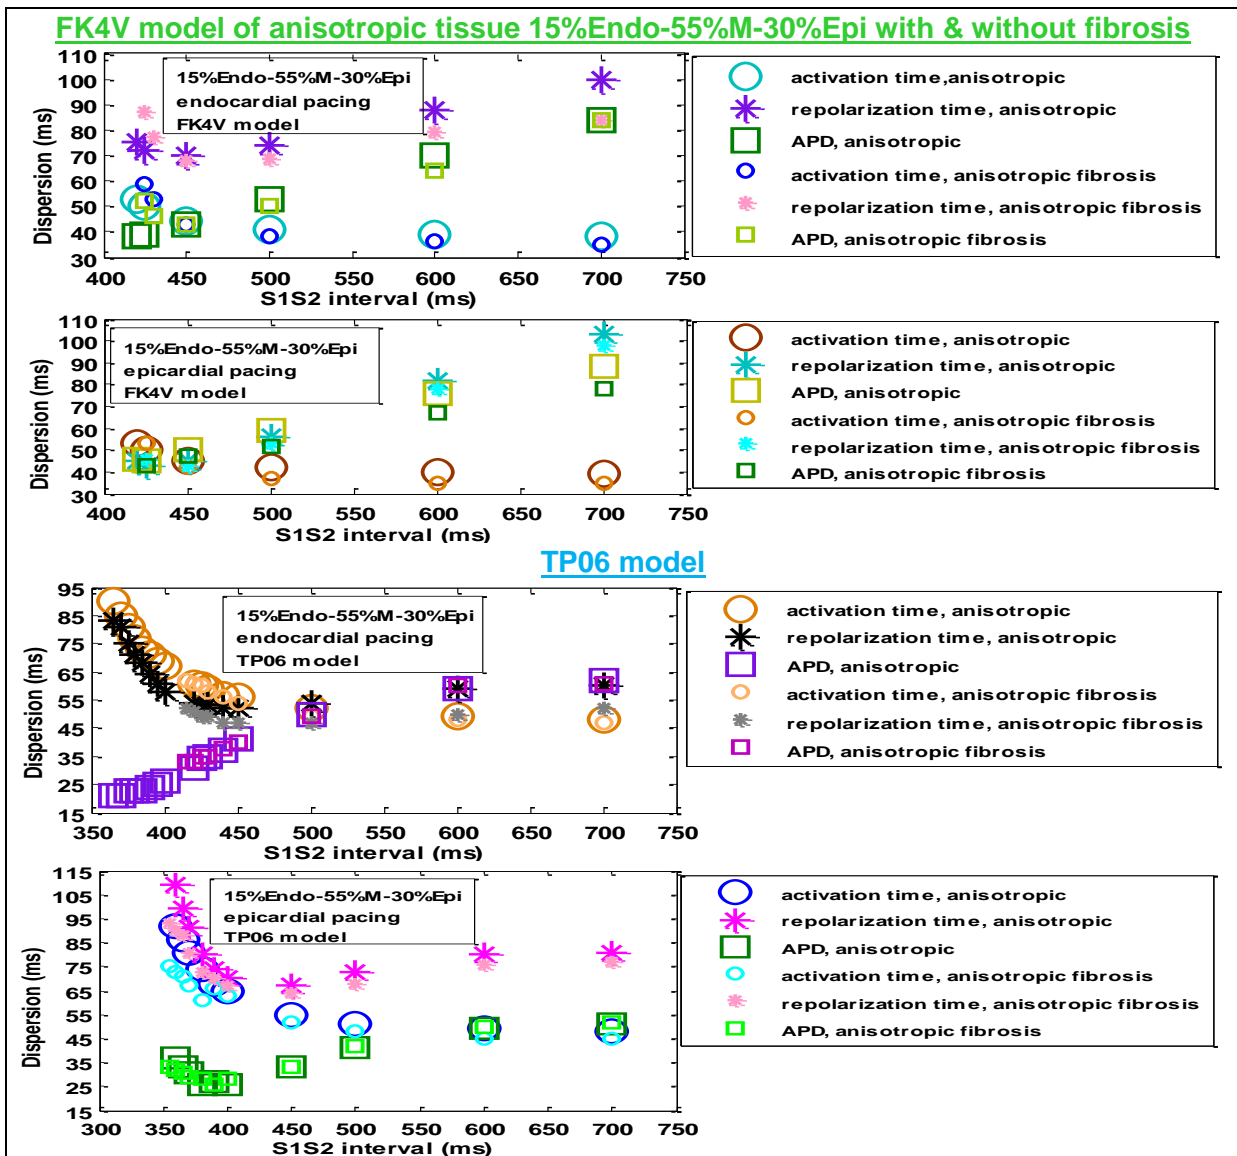 FK4V model of anisotropic tissue 15%Endo-55%M-30%Epi with & without fibrosis
110
100
90
80
70
60
50
40
30
Dispersion (ms)
15%Endo-55%M-30%Epi
endocardial pacing
FK4V model
400 450 500 550 600 650 700 750
S1S2 interval (ms)
activation time,anisotropic
repolarization time, anisotropic
APD, anisotropic
activation time, anisotropic fibrosis
repolarization time, anisotropic fibrosis
APD, anisotropic fibrosis
110
100
90
80
70
60
50
40
30
Dispersion (ms)
15%Endo-55%M-30%Epi
epicardial pacing
FK4V model
400 450 500 550 600 650 700 750
S1S2 interval (ms)
activation time, anisotropic
repolarization time, anisotropic
APD, anisotropic
activation time, anisotropic fibrosis
repolarization time, anisotropic fibrosis
APD, anisotropic fibrosis
TP06 model
95
85
75
65
55
45
35
25
15
Dispersion (ms)
15%Endo-55%M-30%Epi
endocardial pacing
TP06 model
350 400 450 500 550 600 650 700 750
S1S2 interval (ms)
activation time, anisotropic
repolarization time, anisotropic
APD, anisotropic
activation time, anisotropic fibrosis
repolarization time, anisotropic fibrosis
APD, anisotropic fibrosis
115
105
95
85
75
65
55
45
35
25
15
Dispersion (ms)
15%Endo-55%M-30%Epi
epicardial pacing
TP06 model
300 350 400 450 500 550 600 650 700 750
S1S2 interval (ms)
activation time, anisotropic
repolarization time, anisotropic
APD, anisotropic
activation time, anisotropic fibrosis
repolarization time, anisotropic fibrosis
APD, anisotropic fibrosis